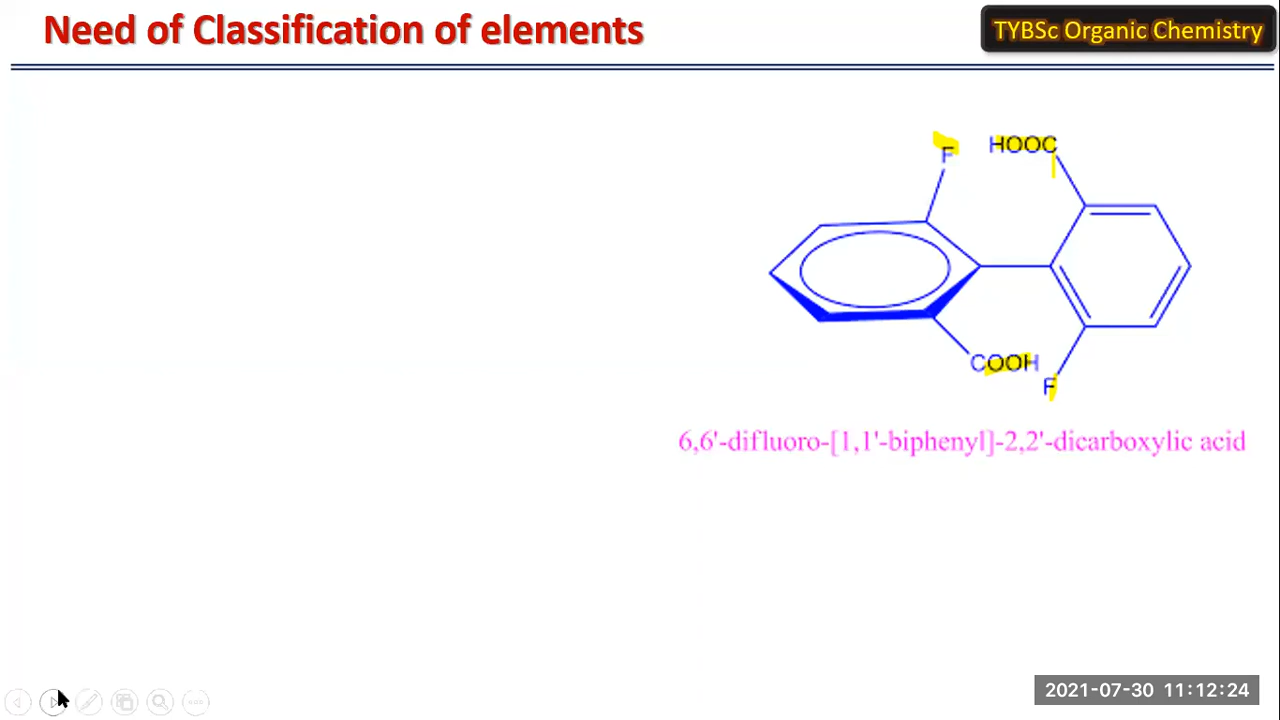 Need of Classification of elements
TYBSc Organic Chemistry
F
HOOC
COOH
F
6,6'-difluoro-[1,1'-biphenyl]-2,2'-dicarboxylic acid
2021-07-30 11:12:24